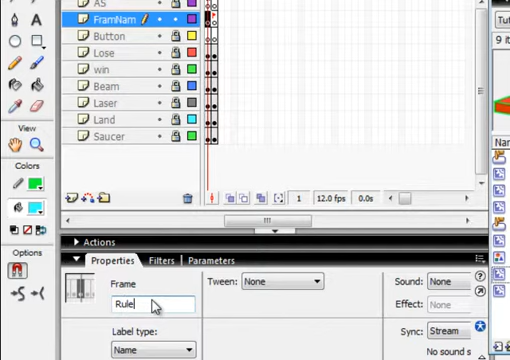 AS
FramNam
Button
Lose
win
Beam
Laser
Land
Saucer
View
Colors
Options
1 12.0 fps 0.0s
Actions
Properties Filters Parameters
Frame
Rule
Tween: None
Sound: None
Effect: None
Label type:
Name
Sync: Stream
No sound s
Tut
9 it
Nar